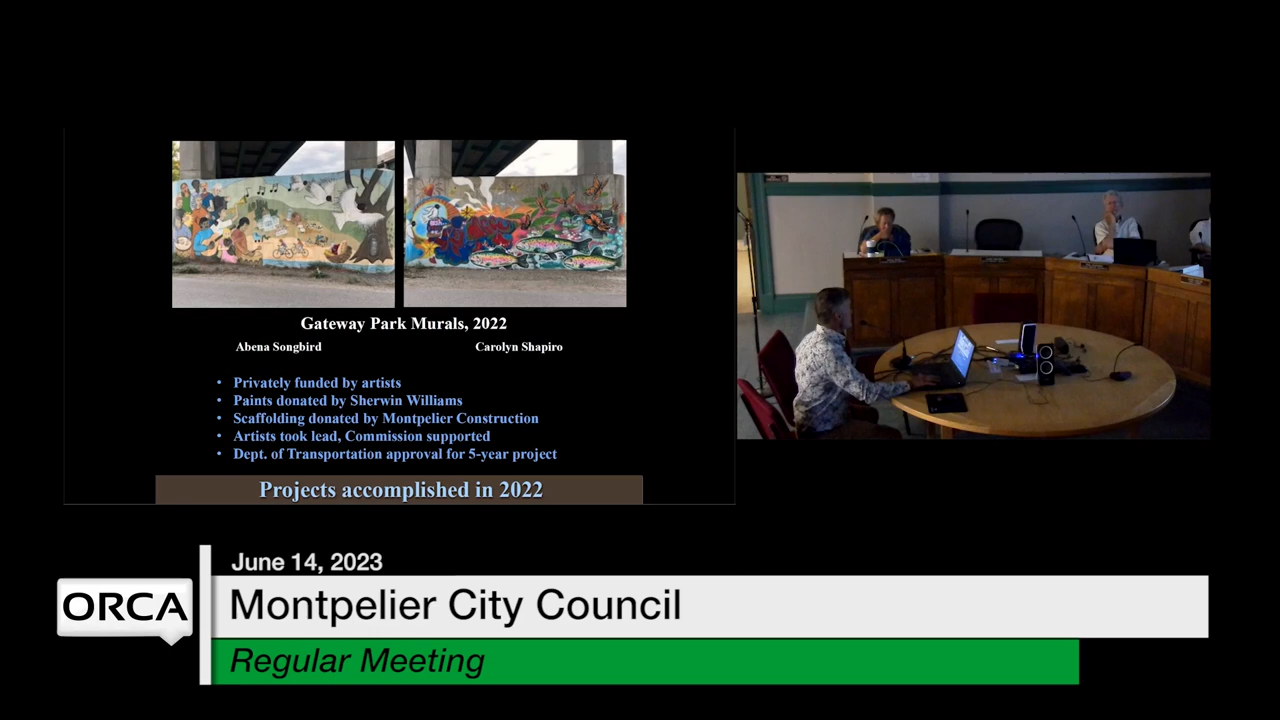 Gateway Park Murals, 2022
Abena Songbird Carolyn Shapiro
• Privately funded by artists
• Paints donated by Sherwin Williams
• Scaffolding donated by Montpelier Construction
• Artists took lead, Commission supported
• Dept. of Transportation approval for 5-year project
Projects accomplished in 2022
June 14, 2023
ORCA
Montpelier City Council
Regular Meeting